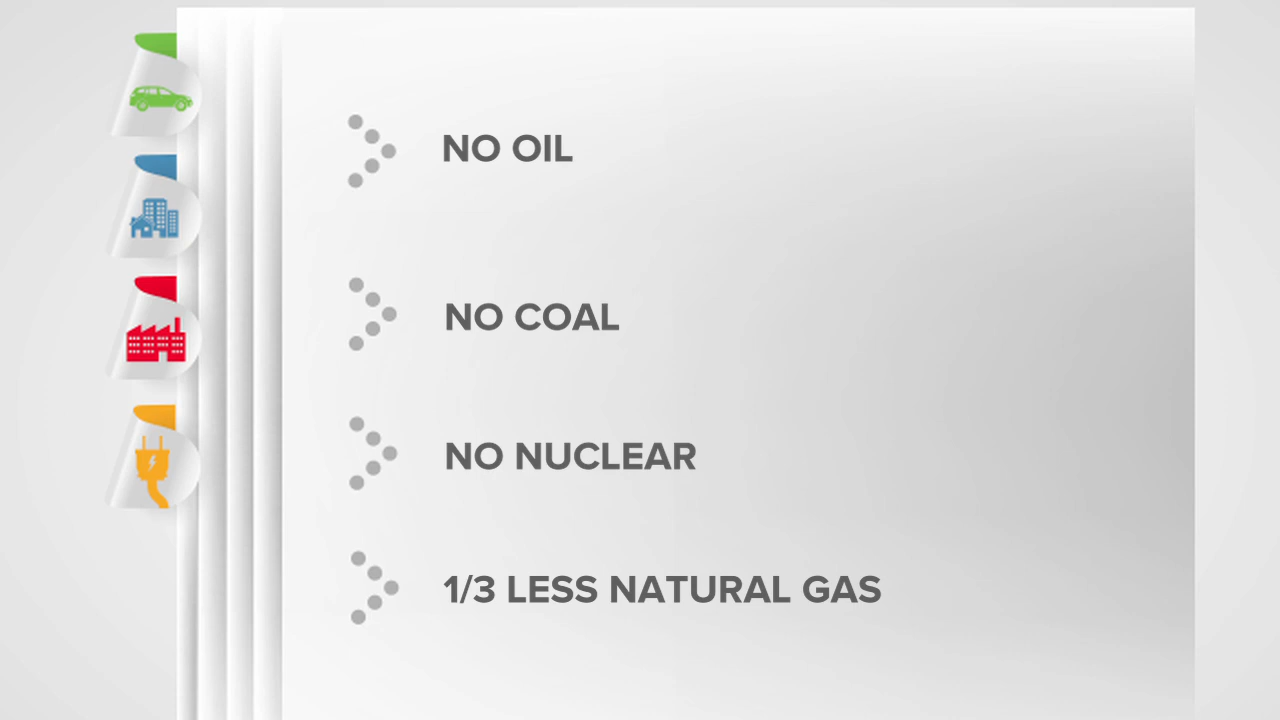 NO OIL
NO COAL
NO NUCLEAR
1/3 LESS NATURAL GAS